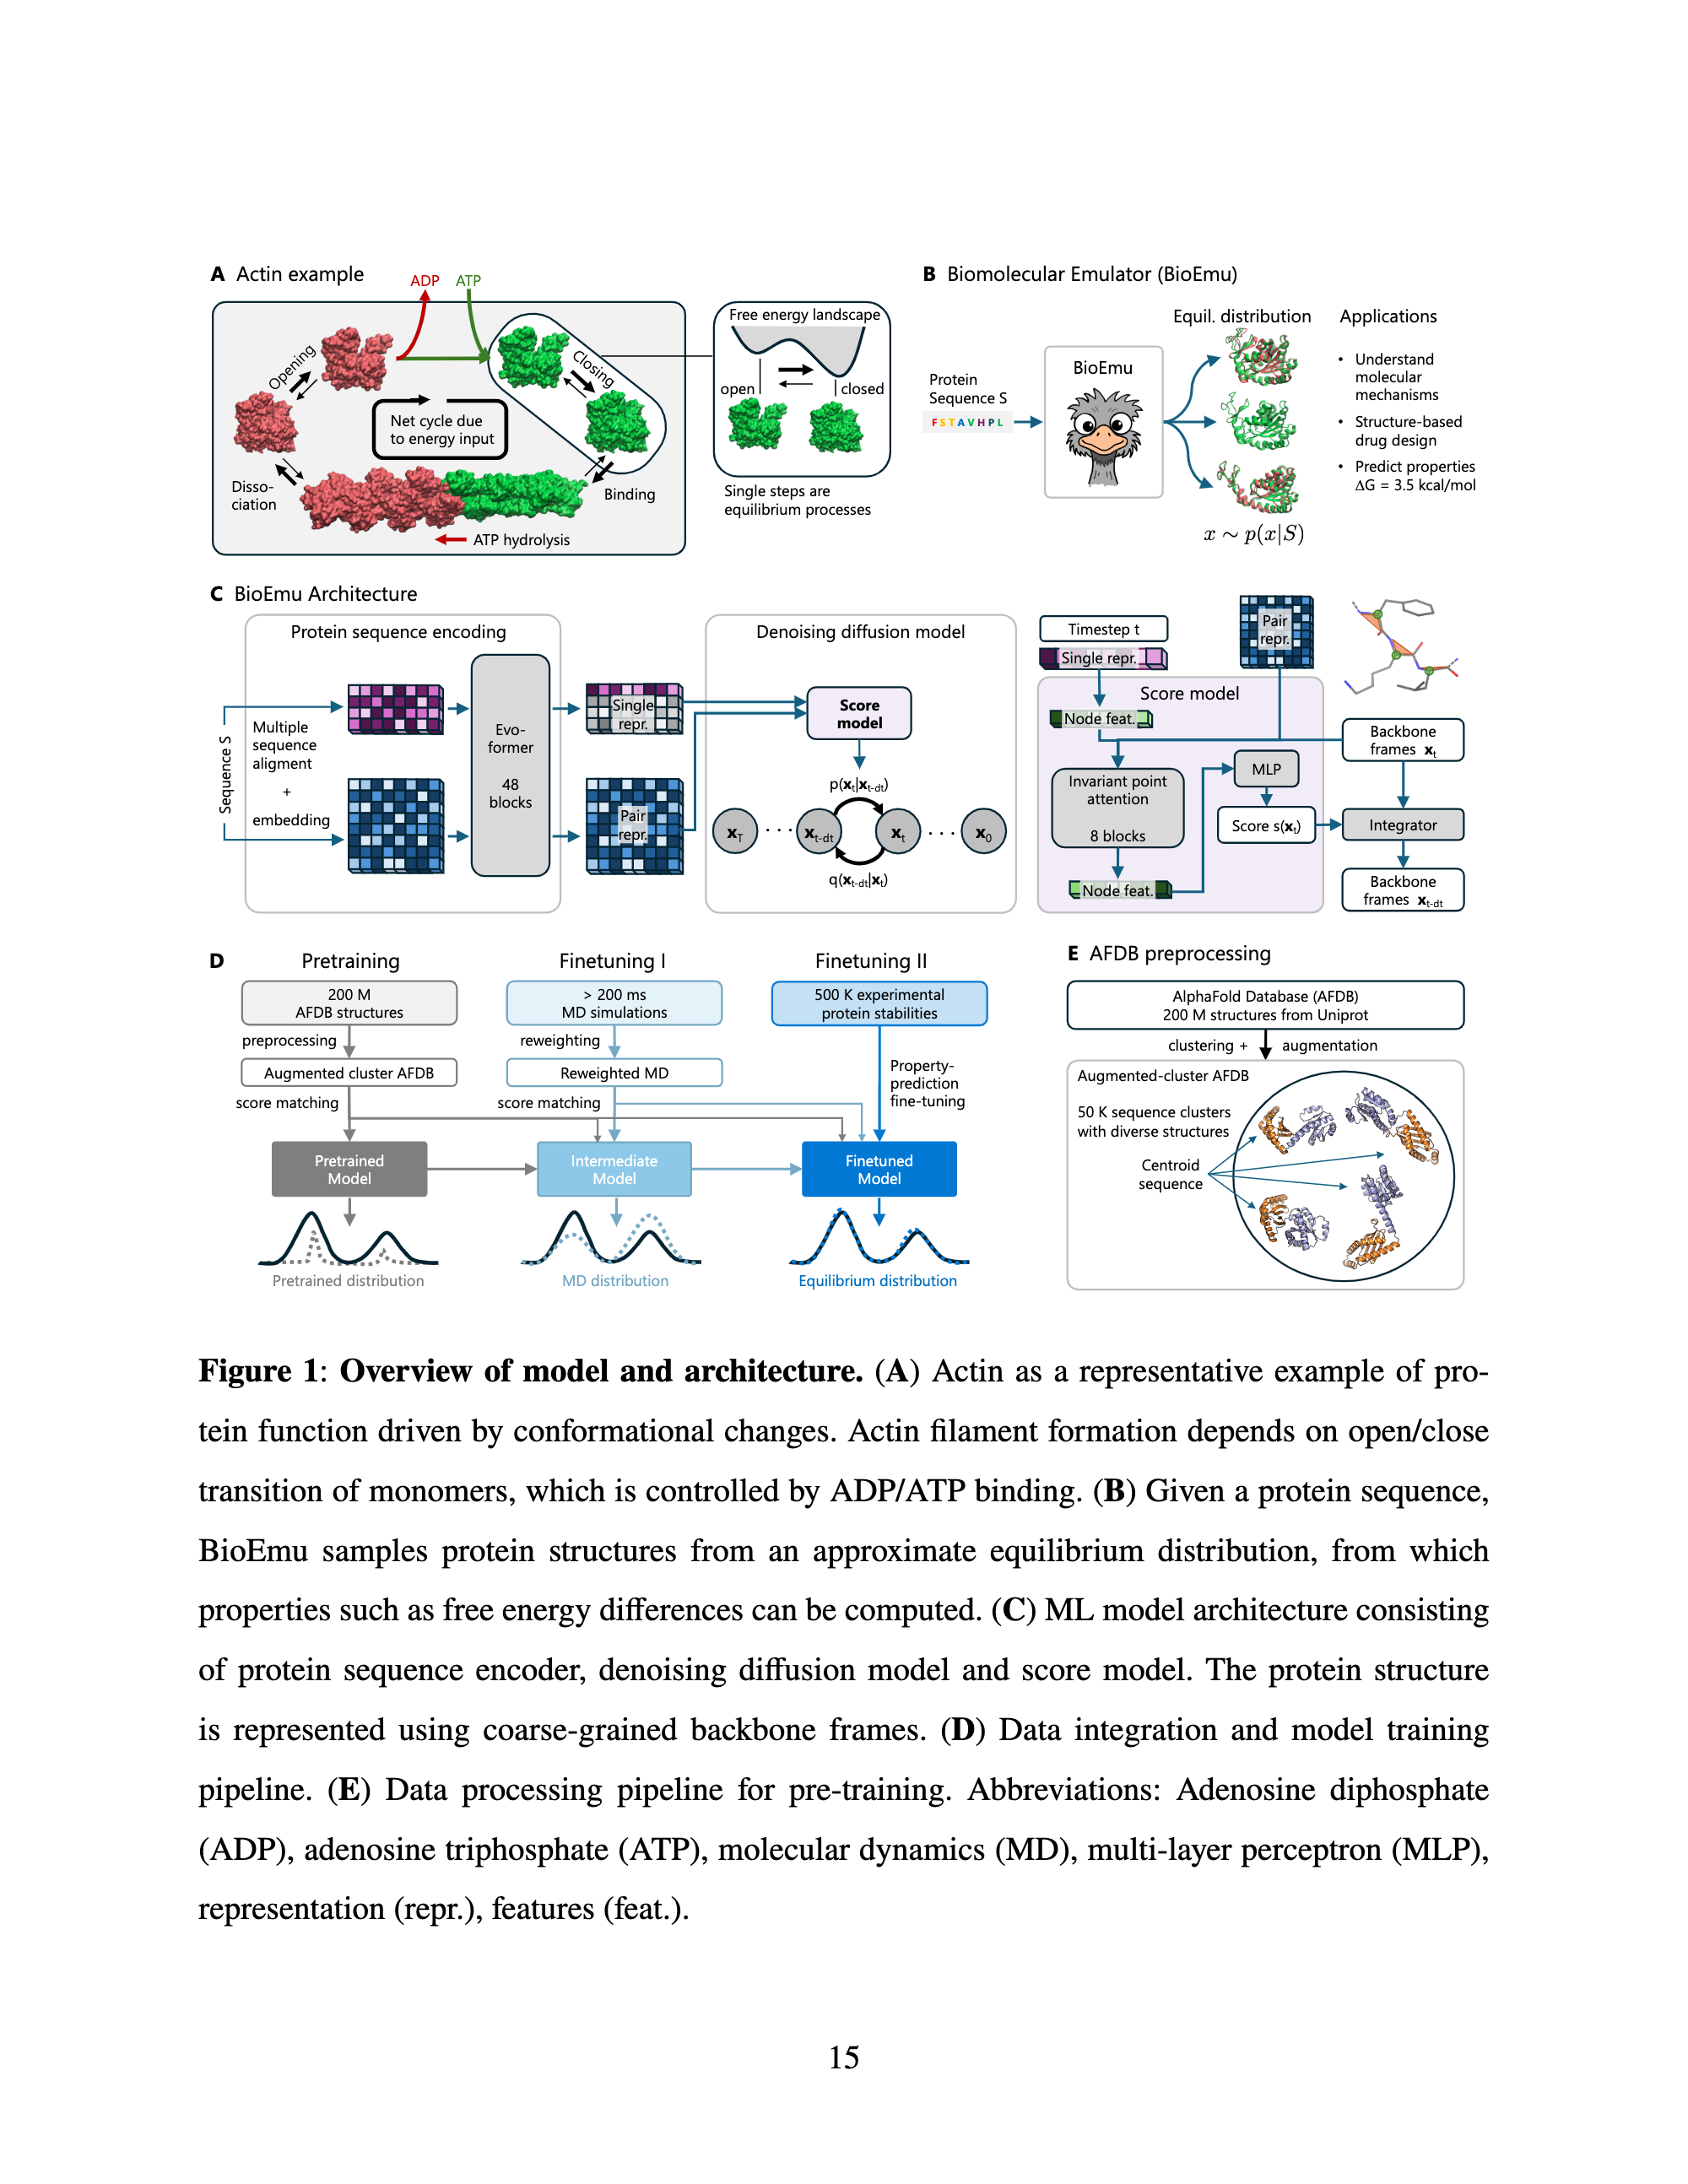 A Actin example
ADP ATP
Opening
Closing
Net cycle due
to energy input
Disso-
ciation
Binding
ATP hydrolysis
Free energy landscape
open
closed
Single steps are
equilibrium processes
B Biomolecular Emulator (BioEmu)
Protein
Sequence S
FSTAVHPL
BioEmu
Equil. distribution
x ∼ p(x|S)
Applications
• Understand
molecular
mechanisms
• Structure-based
drug design
• Predict properties
ΔG = 3.5 kcal/mol
C BioEmu Architecture
Protein sequence encoding
Sequence S
Multiple
sequence
aligment
+
embedding
Evo-
former
48
blocks
Single
repr.
Pair
repr.
Denoising diffusion model
Score
model
p(xt|xt-dt)
xT ··· xt-dt xt ··· x0
q(xt-dt|xt)
Timestep t
Single repr.
Pair
repr.
Score model
Node feat.
Invariant point
attention
8 blocks
Node feat.
MLP
Score s(xt)
Backbone
frames xt
Integrator
Backbone
frames xt-dt
D
Pretraining
200 M
AFDB structures
preprocessing
Augmented cluster AFDB
score matching
Pretrained
Model
Pretrained distribution
Finetuning I
> 200 ms
MD simulations
reweighting
Reweighted MD
score matching
Intermediate
Model
MD distribution
Finetuning II
500 K experimental
protein stabilities
Property-
prediction
fine-tuning
Finetuned
Model
Equilibrium distribution
E AFDB preprocessing
AlphaFold Database (AFDB)
200 M structures from Uniprot
clustering + augmentation
Augmented-cluster AFDB
50 K sequence clusters
with diverse structures
Centroid
sequence
Figure 1: Overview of model and architecture. (A) Actin as a representative example of pro-
tein function driven by conformational changes. Actin filament formation depends on open/close
transition of monomers, which is controlled by ADP/ATP binding. (B) Given a protein sequence,
BioEmu samples protein structures from an approximate equilibrium distribution, from which
properties such as free energy differences can be computed. (C) ML model architecture consisting
of protein sequence encoder, denoising diffusion model and score model. The protein structure
is represented using coarse-grained backbone frames. (D) Data integration and model training
pipeline. (E) Data processing pipeline for pre-training. Abbreviations: Adenosine diphosphate
(ADP), adenosine triphosphate (ATP), molecular dynamics (MD), multi-layer perceptron (MLP),
representation (repr.), features (feat.).
15